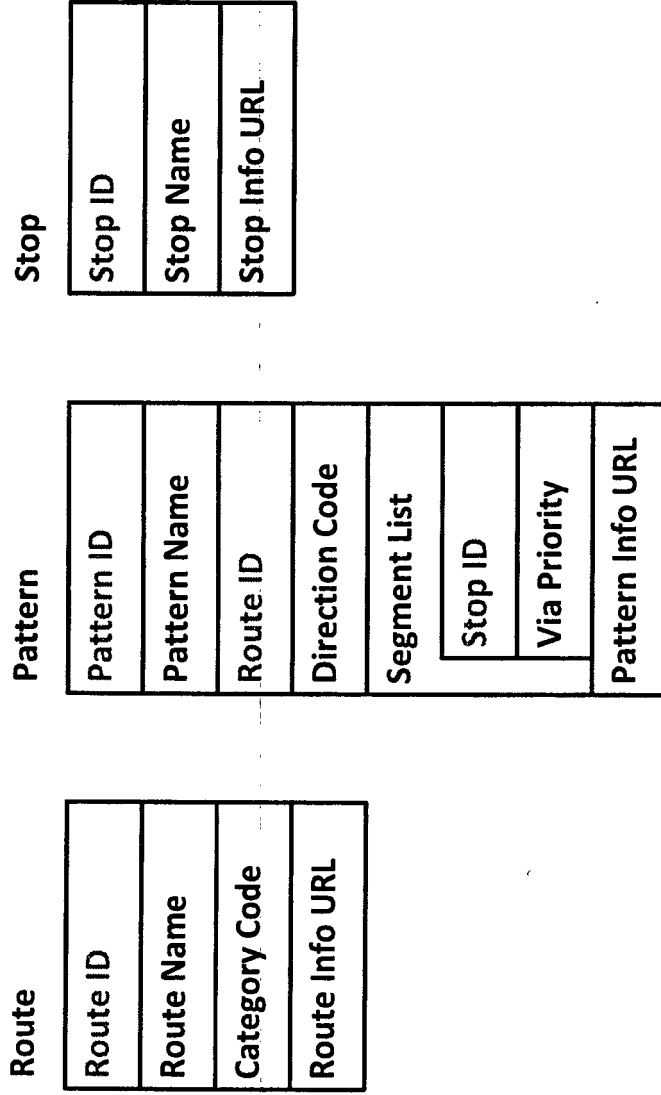 Route
Route ID
Route Name
Category Code
Route Info URL
Pattern
Pattern ID
Pattern Name
Route ID
Direction Code
Segment List
Stop ID
Via Priority
Pattern Info URL
Stop
Stop ID
Stop Name
Stop Info URL